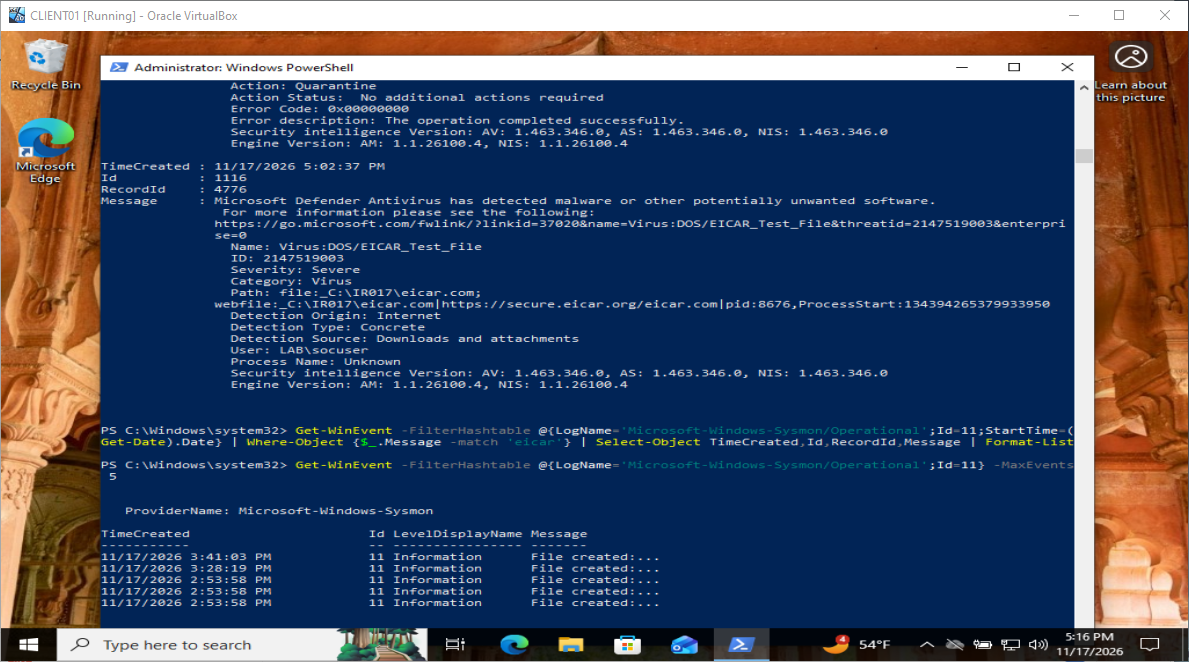 CLIENT01 [Running] - Oracle VirtualBox
Recycle Bin
Microsoft
Edge
Learn about
this picture
Administrator: Windows PowerShell
Action: Quarantine
Action Status:  No additional actions required
Error Code: 0x00000000
Error description: The operation completed successfully.
Security intelligence Version: AV: 1.463.346.0, AS: 1.463.346.0, NIS: 1.463.346.0
Engine Version: AM: 1.1.26100.4, NIS: 1.1.26100.4
TimeCreated : 11/17/2026 5:02:37 PM
Id          : 1116
RecordId    : 4776
Message     : Microsoft Defender Antivirus has detected malware or other potentially unwanted software.
For more information please see the following:
https://go.microsoft.com/fwlink/?linkid=37020&name=Virus:DOS/EICAR_Test_File&threatid=2147519003&enterpri
se=0
Name: Virus:DOS/EICAR_Test_File
ID: 2147519003
Severity: Severe
Category: Virus
Path: file:_C:\IR017\eicar.com;
webfile:_C:\IR017\eicar.com|https://secure.eicar.org/eicar.com|pid:8676,ProcessStart:134394265379933950
Detection Origin: Internet
Detection Type: Concrete
Detection Source: Downloads and attachments
User: LAB\socuser
Process Name: Unknown
Security intelligence Version: AV: 1.463.346.0, AS: 1.463.346.0, NIS: 1.463.346.0
Engine Version: AM: 1.1.26100.4, NIS: 1.1.26100.4
PS C:\Windows\system32> Get-WinEvent -FilterHashtable @{LogName='Microsoft-Windows-Sysmon/Operational';Id=11;StartTime=(
Get-Date).Date} | Where-Object {$_.Message -match 'eicar'} | Select-Object TimeCreated,Id,RecordId,Message | Format-List
PS C:\Windows\system32> Get-WinEvent -FilterHashtable @{LogName='Microsoft-Windows-Sysmon/Operational';Id=11} -MaxEvents
5
ProviderName: Microsoft-Windows-Sysmon
TimeCreated                      Id LevelDisplayName Message
-----------                      -- ---------------- -------
11/17/2026 3:41:03 PM            11 Information      File created:...
11/17/2026 3:28:19 PM            11 Information      File created:...
11/17/2026 2:53:58 PM            11 Information      File created:...
11/17/2026 2:53:58 PM            11 Information      File created:...
11/17/2026 2:53:58 PM            11 Information      File created:...
Type here to search
4
54°F
5:16 PM
11/17/2026